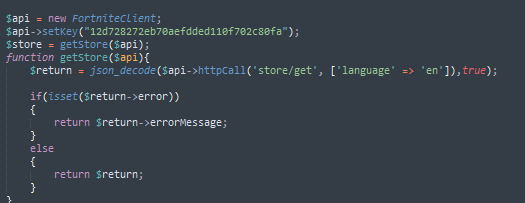 $api = new FortniteClient;
$api->setKey("12d728272eb70aefdded110f702c80fa");
$store = getStore($api);
function getStore($api){
    $return = json_decode($api->httpCall('store/get', ['language' => 'en']),true);
    if(isset($return->error))
    {
        return $return->errorMessage;
    }
    else
    {
        return $return;
    }
}